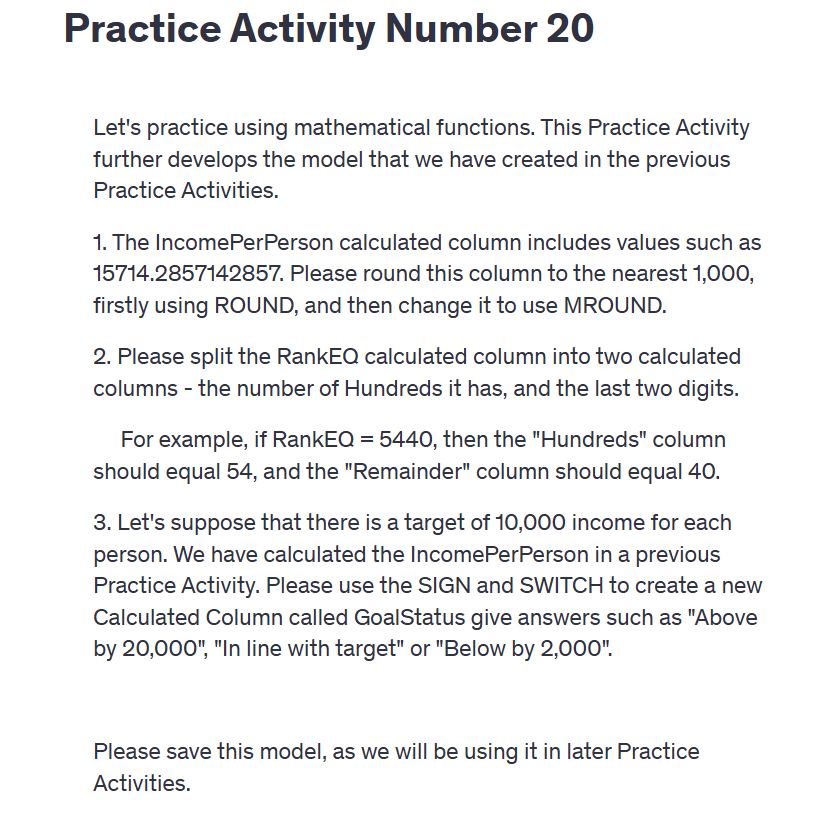 Practice Activity Number 20
Let's practice using mathematical functions. This Practice Activity
further develops the model that we have created in the previous
Practice Activities.
1. The IncomePerPerson calculated column includes values such as
15714.2857142857. Please round this column to the nearest 1,000,
firstly using ROUND, and then change it to use MROUND.
2. Please split the RankEQ calculated column into two calculated
columns - the number of Hundreds it has, and the last two digits.
For example, if RankEQ = 5440, then the "Hundreds" column
should equal 54, and the "Remainder" column should equal 40.
3. Let's suppose that there is a target of 10,000 income for each
person. We have calculated the IncomePerPerson in a previous
Practice Activity. Please use the SIGN and SWITCH to create a new
Calculated Column called GoalStatus give answers such as "Above
by 20,000", "In line with target" or "Below by 2,000".
Please save this model, as we will be using it in later Practice
Activities.